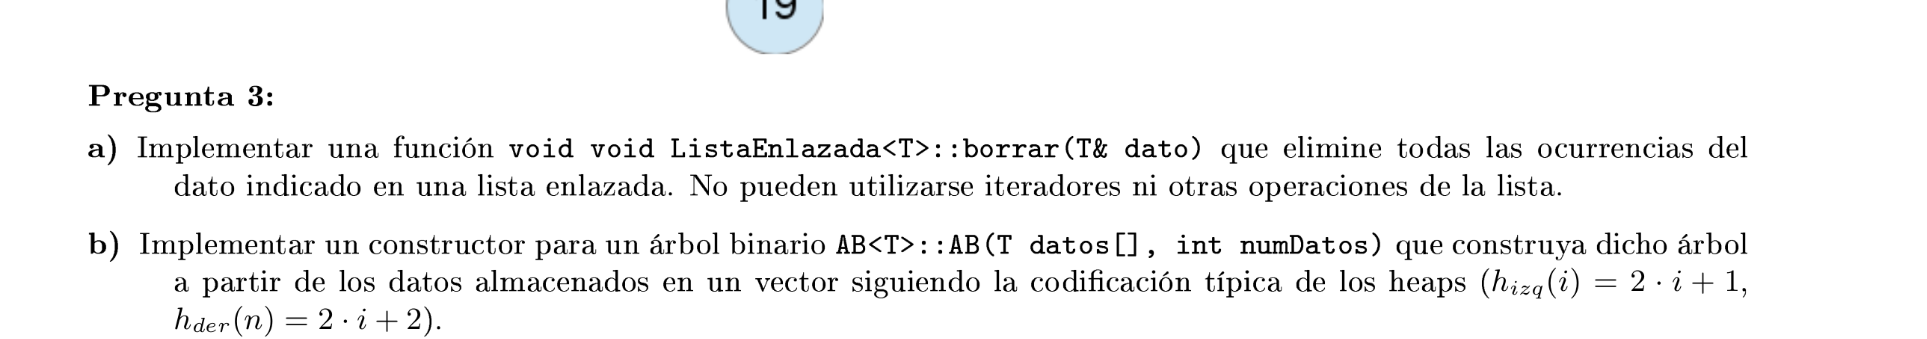 19
Pregunta 3:
a) Implementar una función void void ListaEnlazada<T>::borrar(T& dato) que elimine todas las ocurrencias del
dato indicado en una lista enlazada. No pueden utilizarse iteradores ni otras operaciones de la lista.
b) Implementar un constructor para un árbol binario AB<T>::AB(T datos[], int numDatos) que construya dicho árbol
a partir de los datos almacenados en un vector siguiendo la codificación típica de los heaps (h_{izq}(i) = 2 · i + 1,
h_{der}(n) = 2 · i + 2).